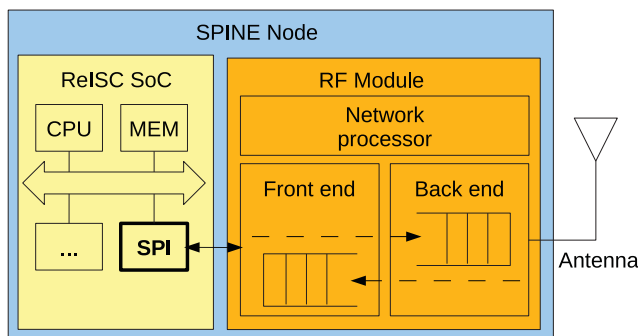 SPINE Node
ReISC SoC
CPU
MEM
...
SPI
RF Module
Network
processor
Front end
Back end
Antenna